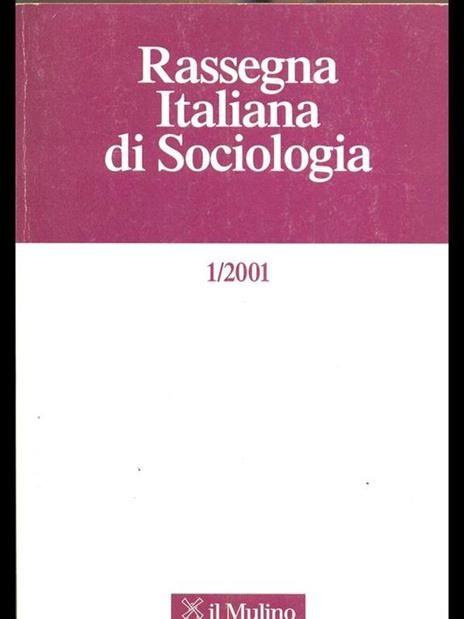 Rassegna
Italiana
di Sociologia
1/2001
il Mulino